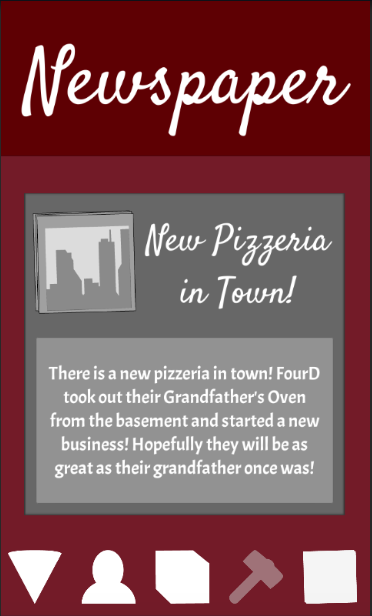 Newspaper
New Pizzeria
in Town!
There is a new pizzeria in town! FourD
took out their Grandfather's Oven
from the basement and started a new
business! Hopefully they will be as
great as their grandfather once was!